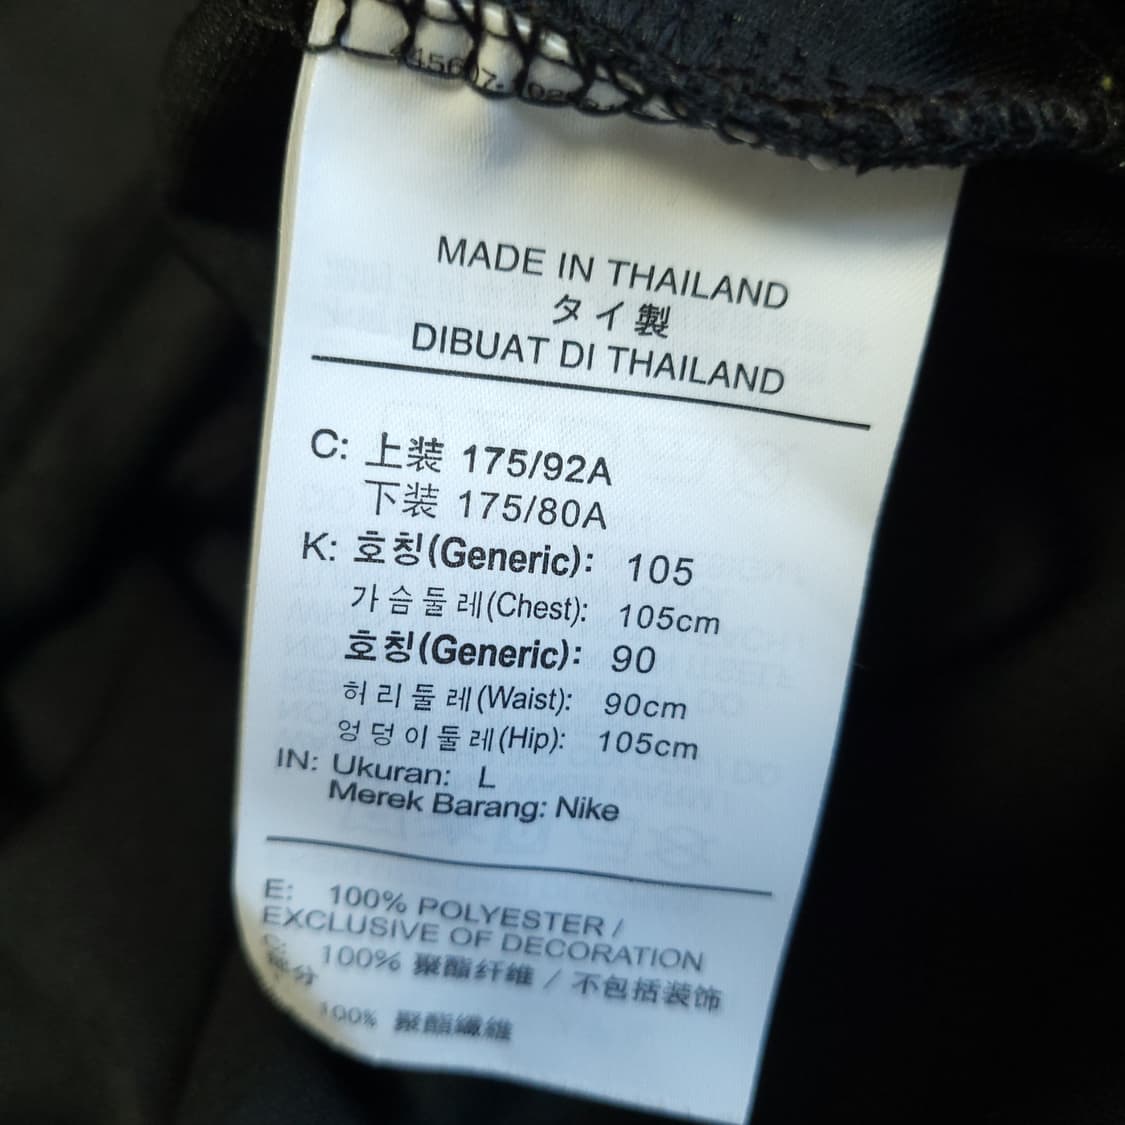 MADE IN THAILAND
タイ製
DIBUAT DI THAILAND
C: 上装 175/92A
下装 175/80A
K: 호칭(Generic): 105
가슴둘레(Chest): 105cm
호칭(Generic): 90
허리둘레(Waist): 90cm
엉덩이둘레(Hip): 105cm
IN: Ukuran: L
Merek Barang: Nike
E: 100% POLYESTER /
EXCLUSIVE OF DECORATION
100% 聚酯纤维 / 不包括装饰
100% 聚酯纖維